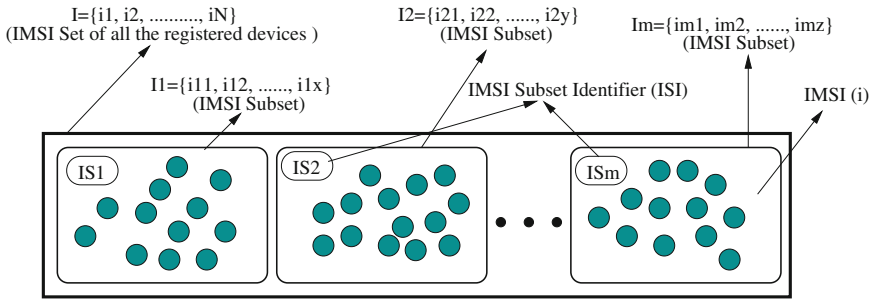 I={i1, i2, .........., iN}
(IMSI Set of all the registered devices )
I1={i11, i12, ......, i1x}
(IMSI Subset)
I2={i21, i22, ......, i2y}
(IMSI Subset)
IMSI Subset Identifier (ISI)
Im={im1, im2, ......, imz}
(IMSI Subset)
IMSI (i)
IS1
IS2
ISm